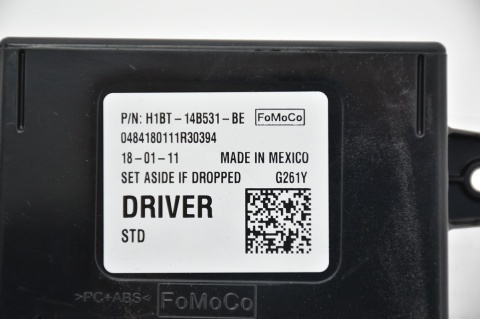 P/N: H1BT-14B531-BE FoMoCo
0484180111R30394
18-01-11 MADE IN MEXICO
SET ASIDE IF DROPPED G261Y
DRIVER
STD
>PC+ABS< FoMoCo